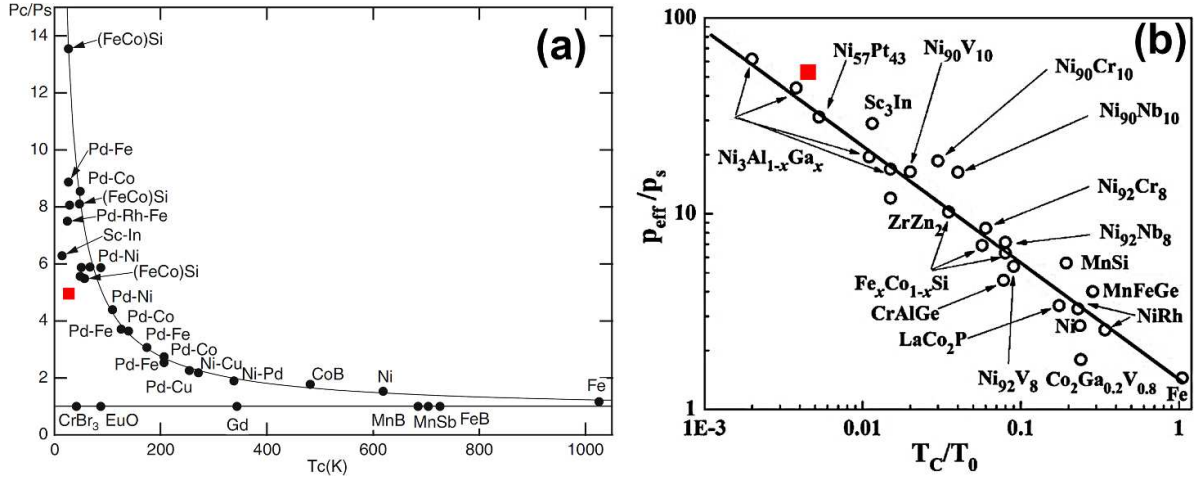 Pc/Ps
14
12
10
8
6
4
2
0
(a)
(FeCo)Si
Pd-Fe
Pd-Co
(FeCo)Si
Pd-Rh-Fe
Sc-In
Pd-Ni
(FeCo)Si
Pd-Ni
Pd-Co
Pd-Fe
Pd-Fe
Pd-Co
Pd-Fe
Ni-Cu
Pd-Cu
Ni-Pd
CoB
Ni
Fe
CrBr3
EuO
Gd
MnB
MnSb
FeB
0 200 400 600 800 1000
Tc(K)
(b)
100
10
1
p_eff/p_s
Ni57Pt43
Ni90V10
Ni90Cr10
Sc3In
Ni90Nb10
Ni3Al1-xGax
Ni92Cr8
ZrZn2
Ni92Nb8
FexCo1-xSi
MnSi
CrAlGe
MnFeGe
LaCo2P
Ni
NiRh
Ni92V8
Co2Ga0.2V0.8
Fe
1E-3 0.01 0.1 1
TC/T0